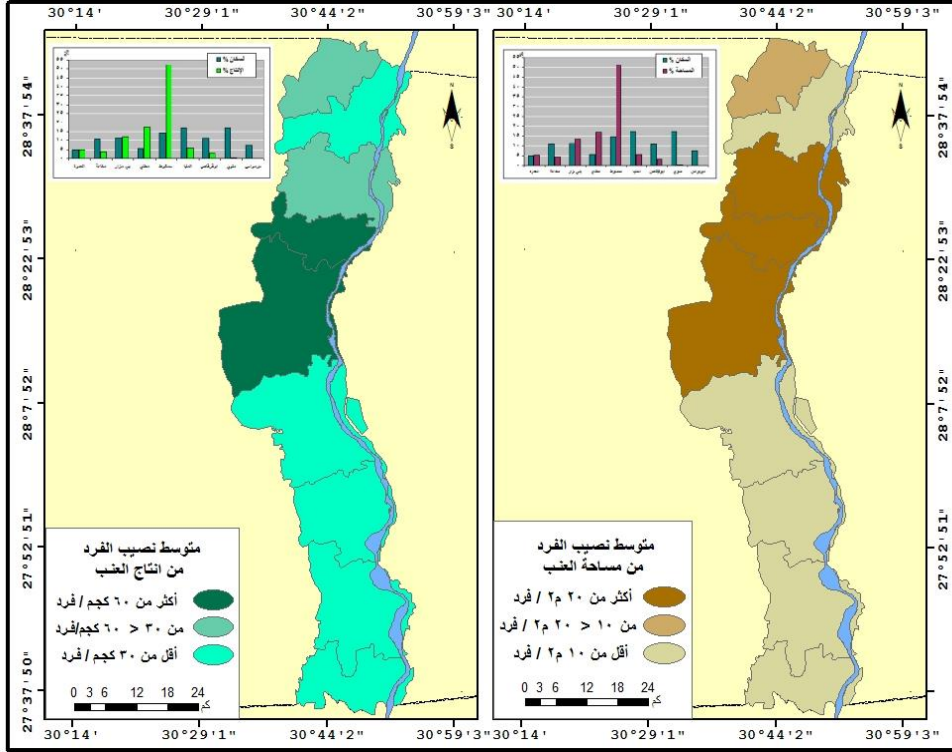 30°14' 30°29'1" 30°44'2" 30°59'3"
30°14' 30°29'1" 30°44'2" 30°59'3"
% السكان
% الإنتاج
% السكان
% المساحة
N
S
N
S
28°37'54"
28°22'53"
28°7'52"
27°52'51"
27°37'50"
28°37'54"
28°22'53"
28°7'52"
27°52'51"
27°37'50"
متوسط نصيب الفرد
من انتاج العنب
أكثر من ٦٠ كجم / فرد
من ٣٠ < ٦٠ كجم/فرد
أقل من ٣٠ كجم / فرد
0 3 6 12 18 24
كم
متوسط نصيب الفرد
من مساحة العنب
أكثر من ٢٠ م٢ / فرد
من ١٠ < ٢٠ م٢ / فرد
أقل من ١٠ م٢ / فرد
0 3 6 12 18 24
كم
30°14' 30°29'1" 30°44'2" 30°59'3"
30°14' 30°29'1" 30°44'2" 30°59'3"